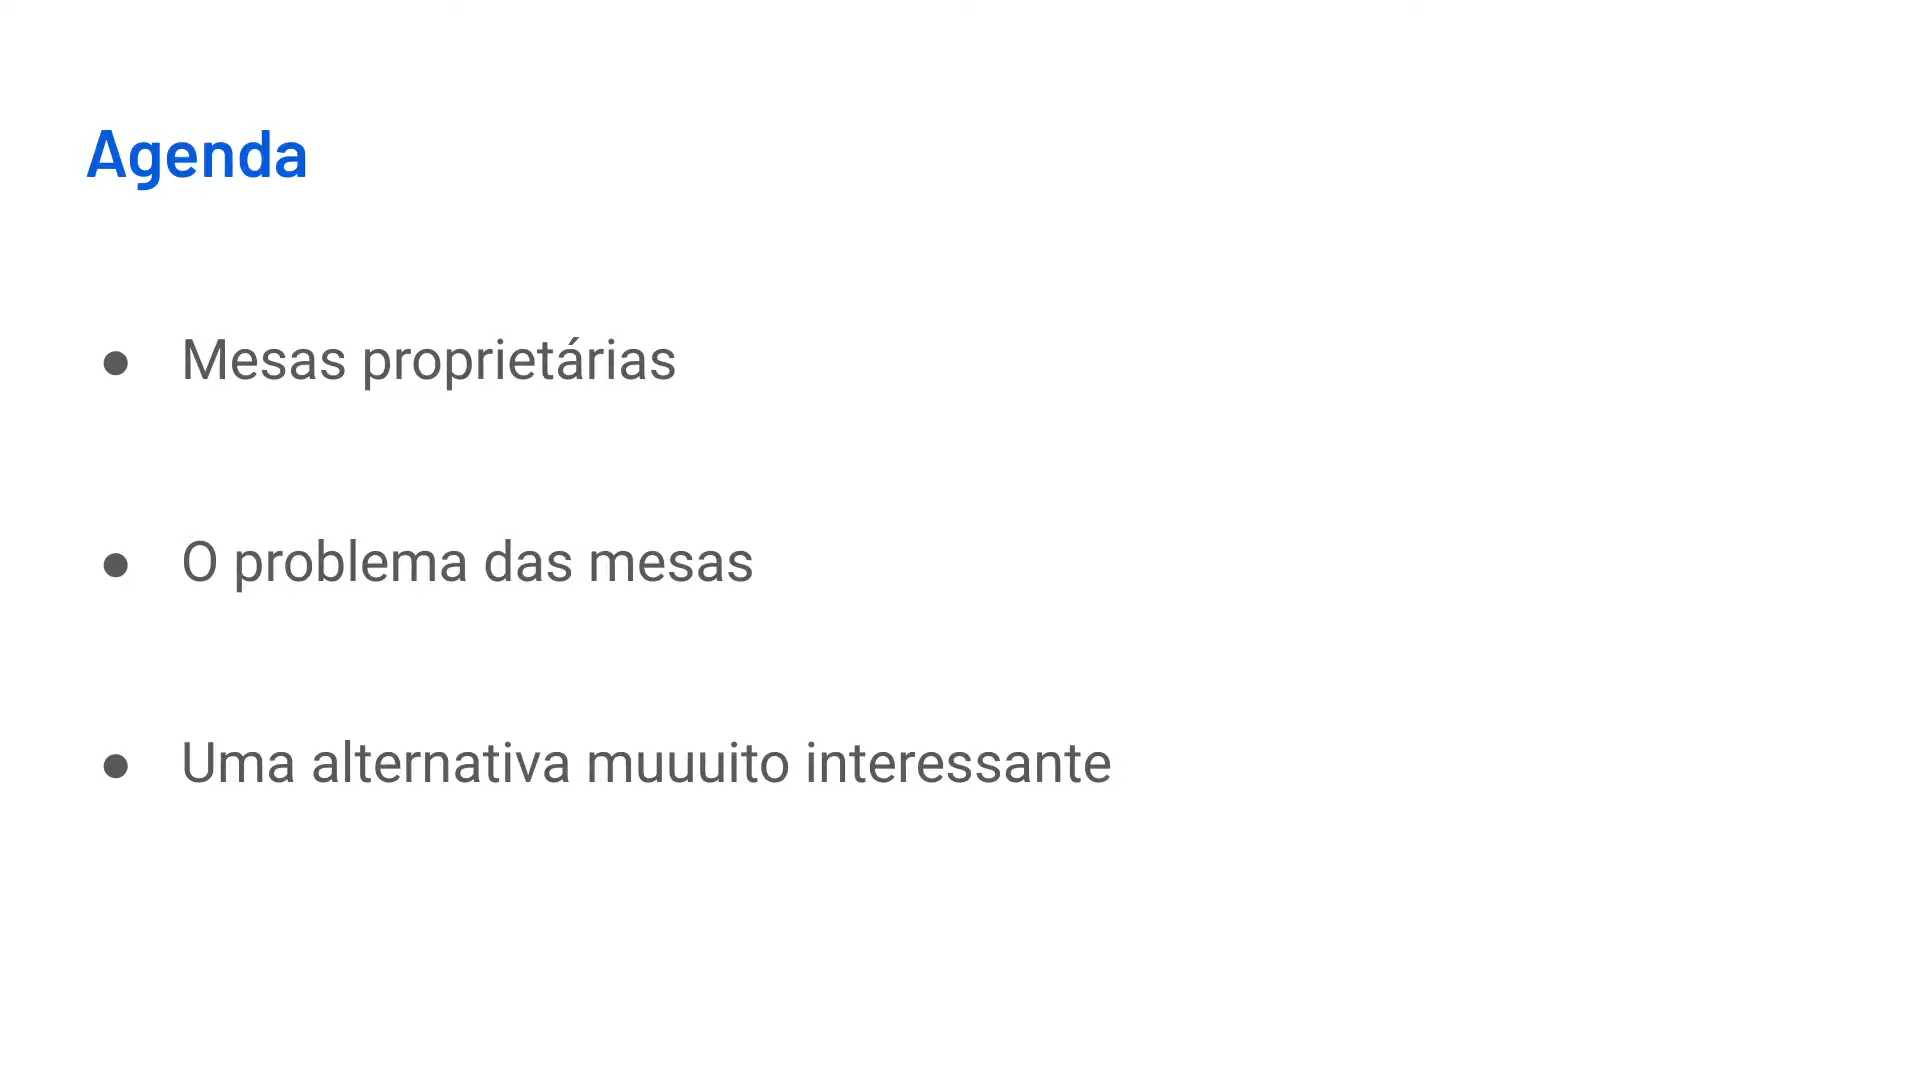 Agenda
● Mesas proprietárias
● O problema das mesas
● Uma alternativa muuuito interessante